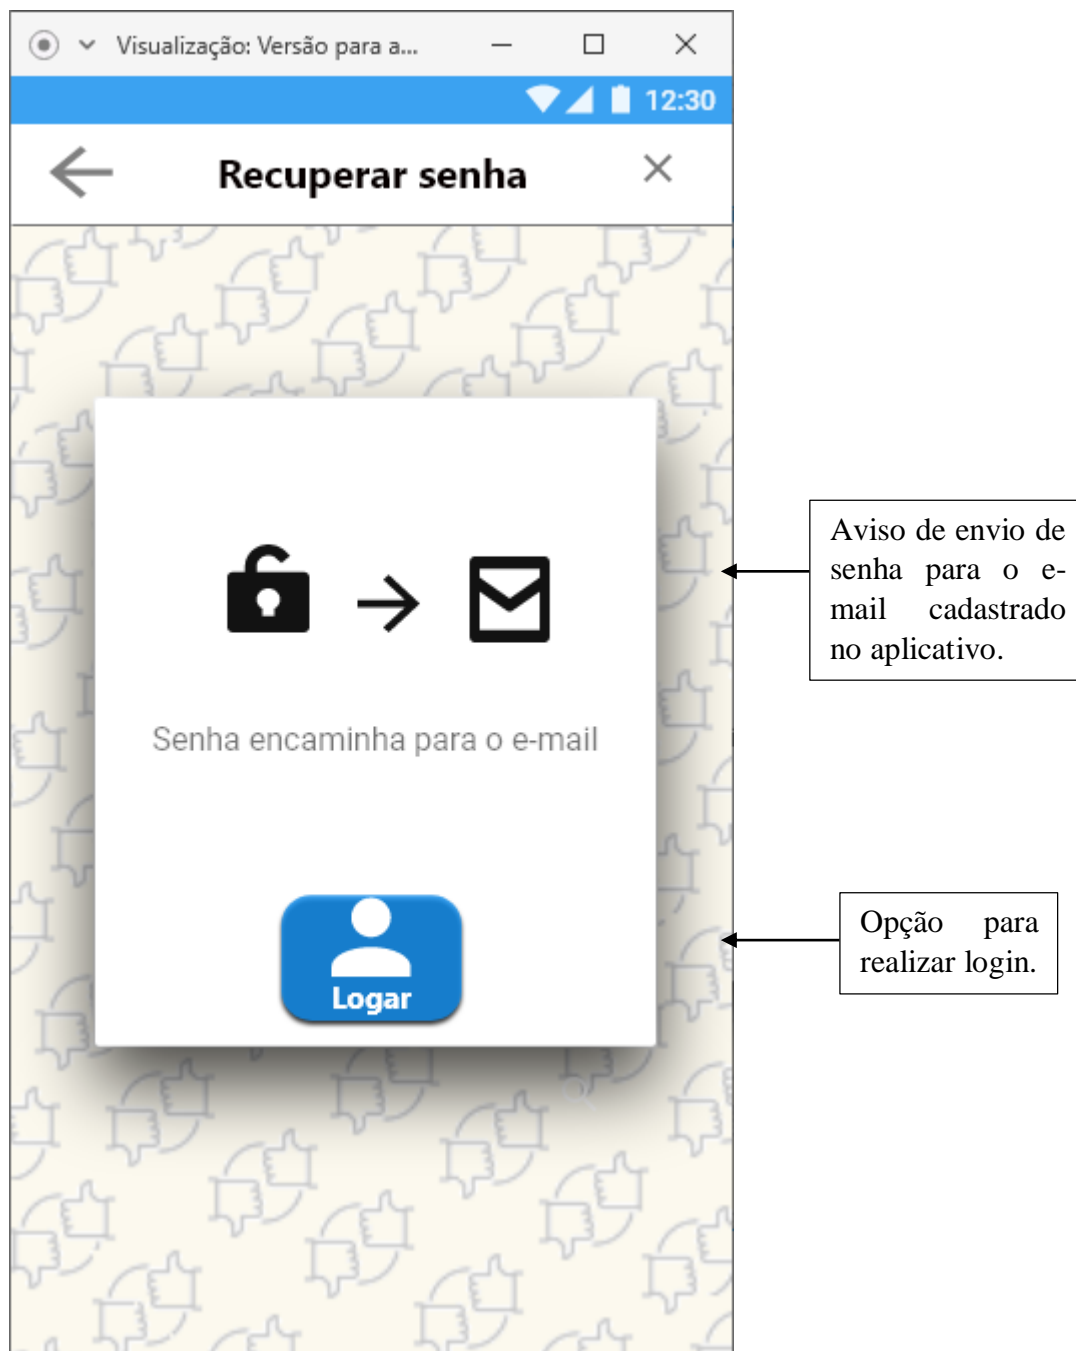 Visualização: Versão para a...
12:30
Recuperar senha
Senha encaminha para o e-mail
Logar
Aviso de envio de
senha para o e-
mail cadastrado
no aplicativo.
Opção para
realizar login.